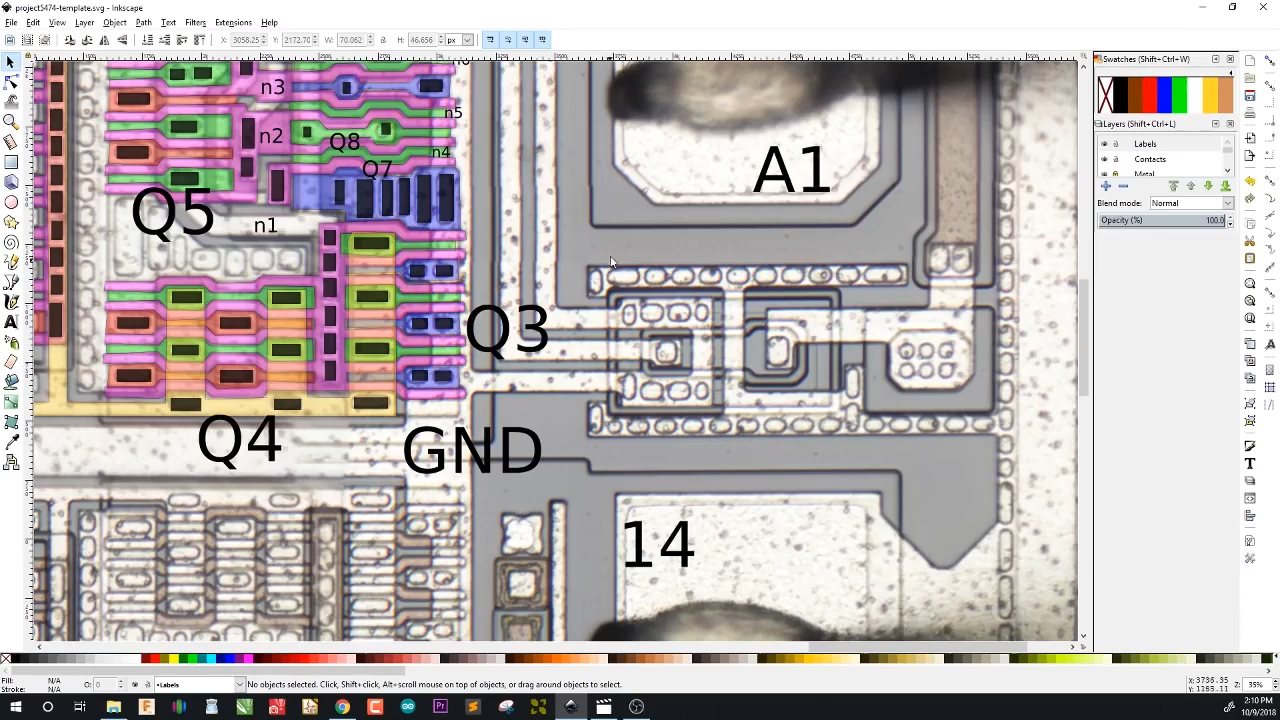 project5474-template.svg - Inkscape
File Edit View Layer Object Path Text Filters Extensions Help
X: 3058.25 Y: 2172.70 W: 70.062 H: 46.656 px
Swatches (Shift+Ctrl+W)
Layers (Shift+Ctrl+L)
Labels
Contacts
Blend mode: Normal
Opacity (%) 100.0
n3
n5
n2
Q8
n4
Q7
A1
Q5
n1
Q3
Q4
GND
14
Fill: N/A
Stroke: N/A
O: 0
•Labels
No objects selected. Click, Shift+click, Alt+scroll mouse on top of objects, or drag around objects to select.
Z: 35%
2:10 PM
10/9/2018